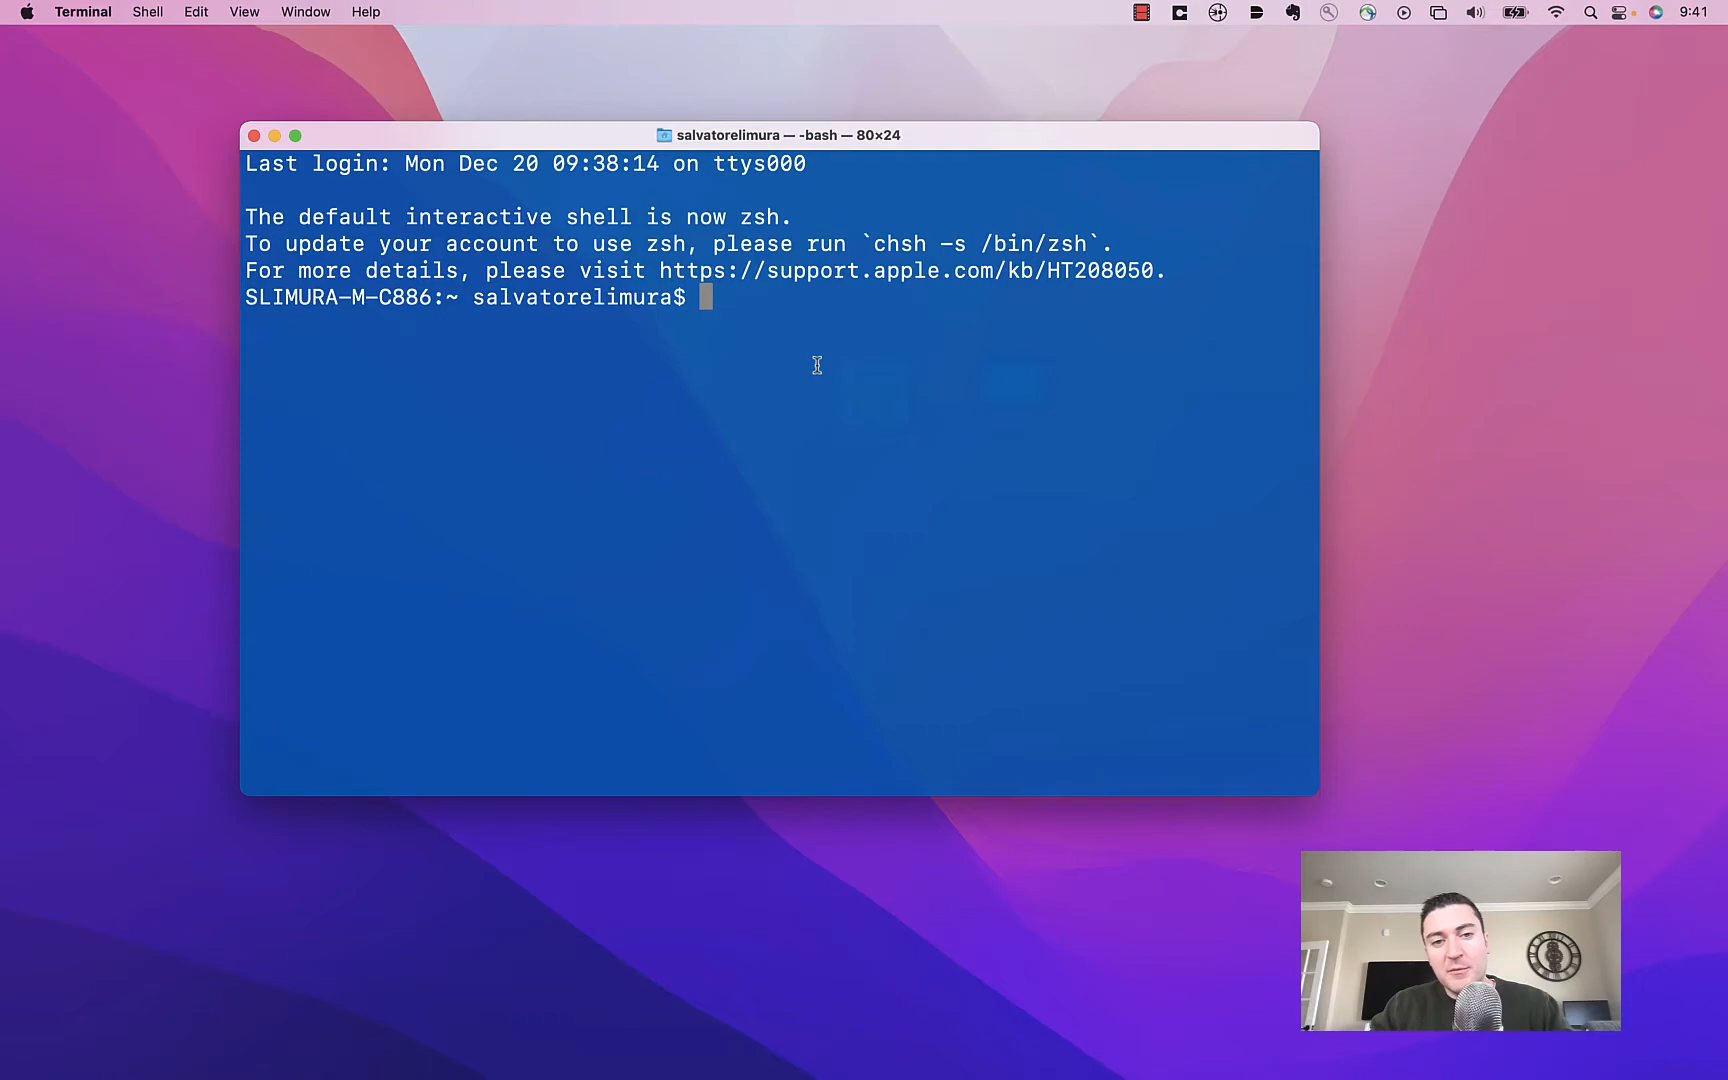 Terminal Shell Edit View Window Help 9:41
salvatorelimura — -bash — 80×24
Last login: Mon Dec 20 09:38:14 on ttys000
The default interactive shell is now zsh.
To update your account to use zsh, please run `chsh -s /bin/zsh`.
For more details, please visit https://support.apple.com/kb/HT208050.
SLIMURA-M-C886:~ salvatorelimura$